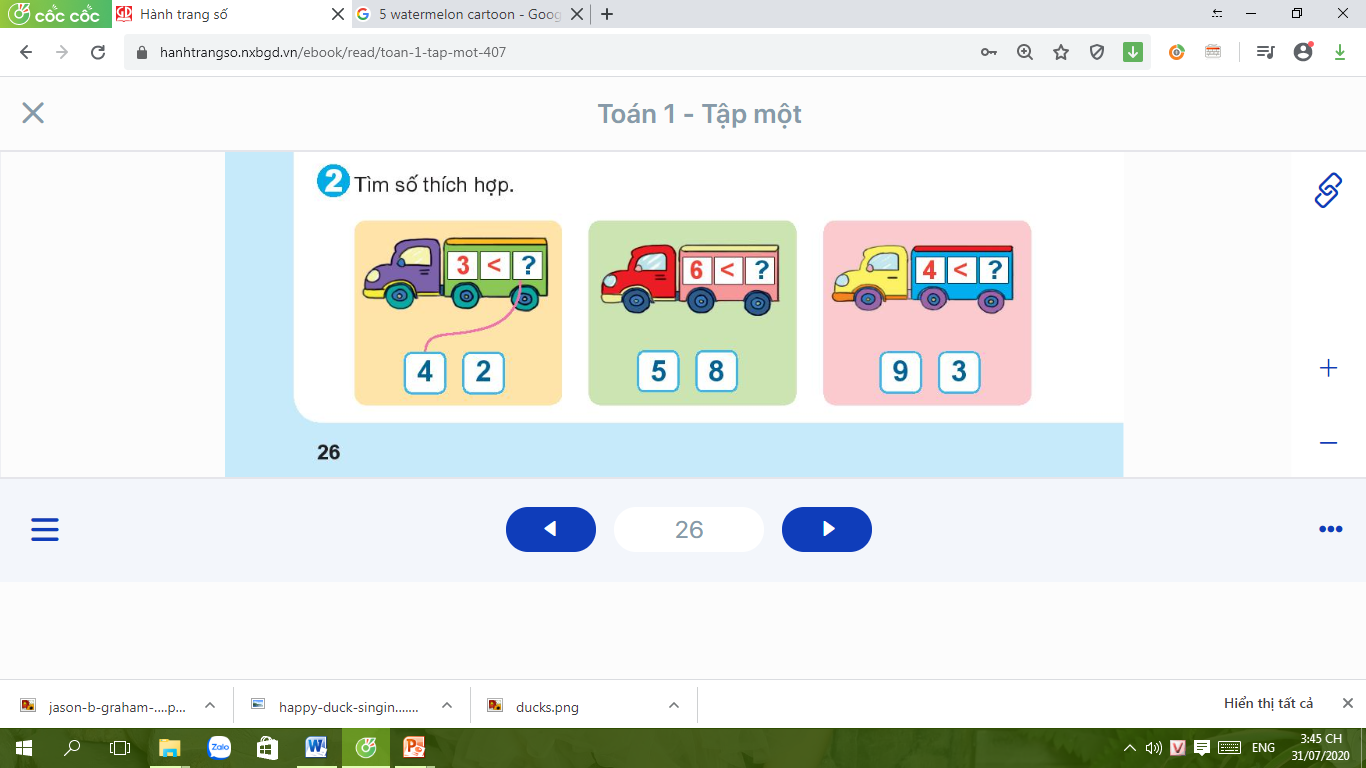 cốc cốc
Hành trang số
5 watermelon cartoon - Goog
hanhtrangso.nxbgd.vn/ebook/read/toan-1-tap-mot-407
Toán 1 - Tập một
2 Tìm số thích hợp.
3 < ?
6 < ?
4 < ?
4 2
5 8
9 3
26
26
jason-b-graham-....p...
happy-duck-singin.......
ducks.png
Hiển thị tất cả
Zalo
ENG
3:45 CH
31/07/2020